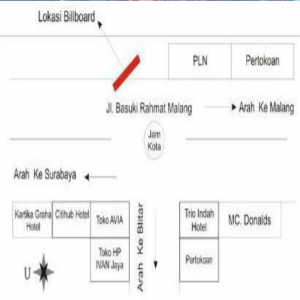 Lokasi Billboard
PLN
Pertokoan
Jl. Basuki Rahmat Malang
Arah Ke Malang
Jam
Kota
Arah Ke Surabaya
Kartika Graha
Hotel
Citihub Hotel
Toko AVIA
Arah Ke Blitar
Trio Indah
Hotel
MC. Donalds
Toko HP
IVAN Jaya
Pertokoan
U